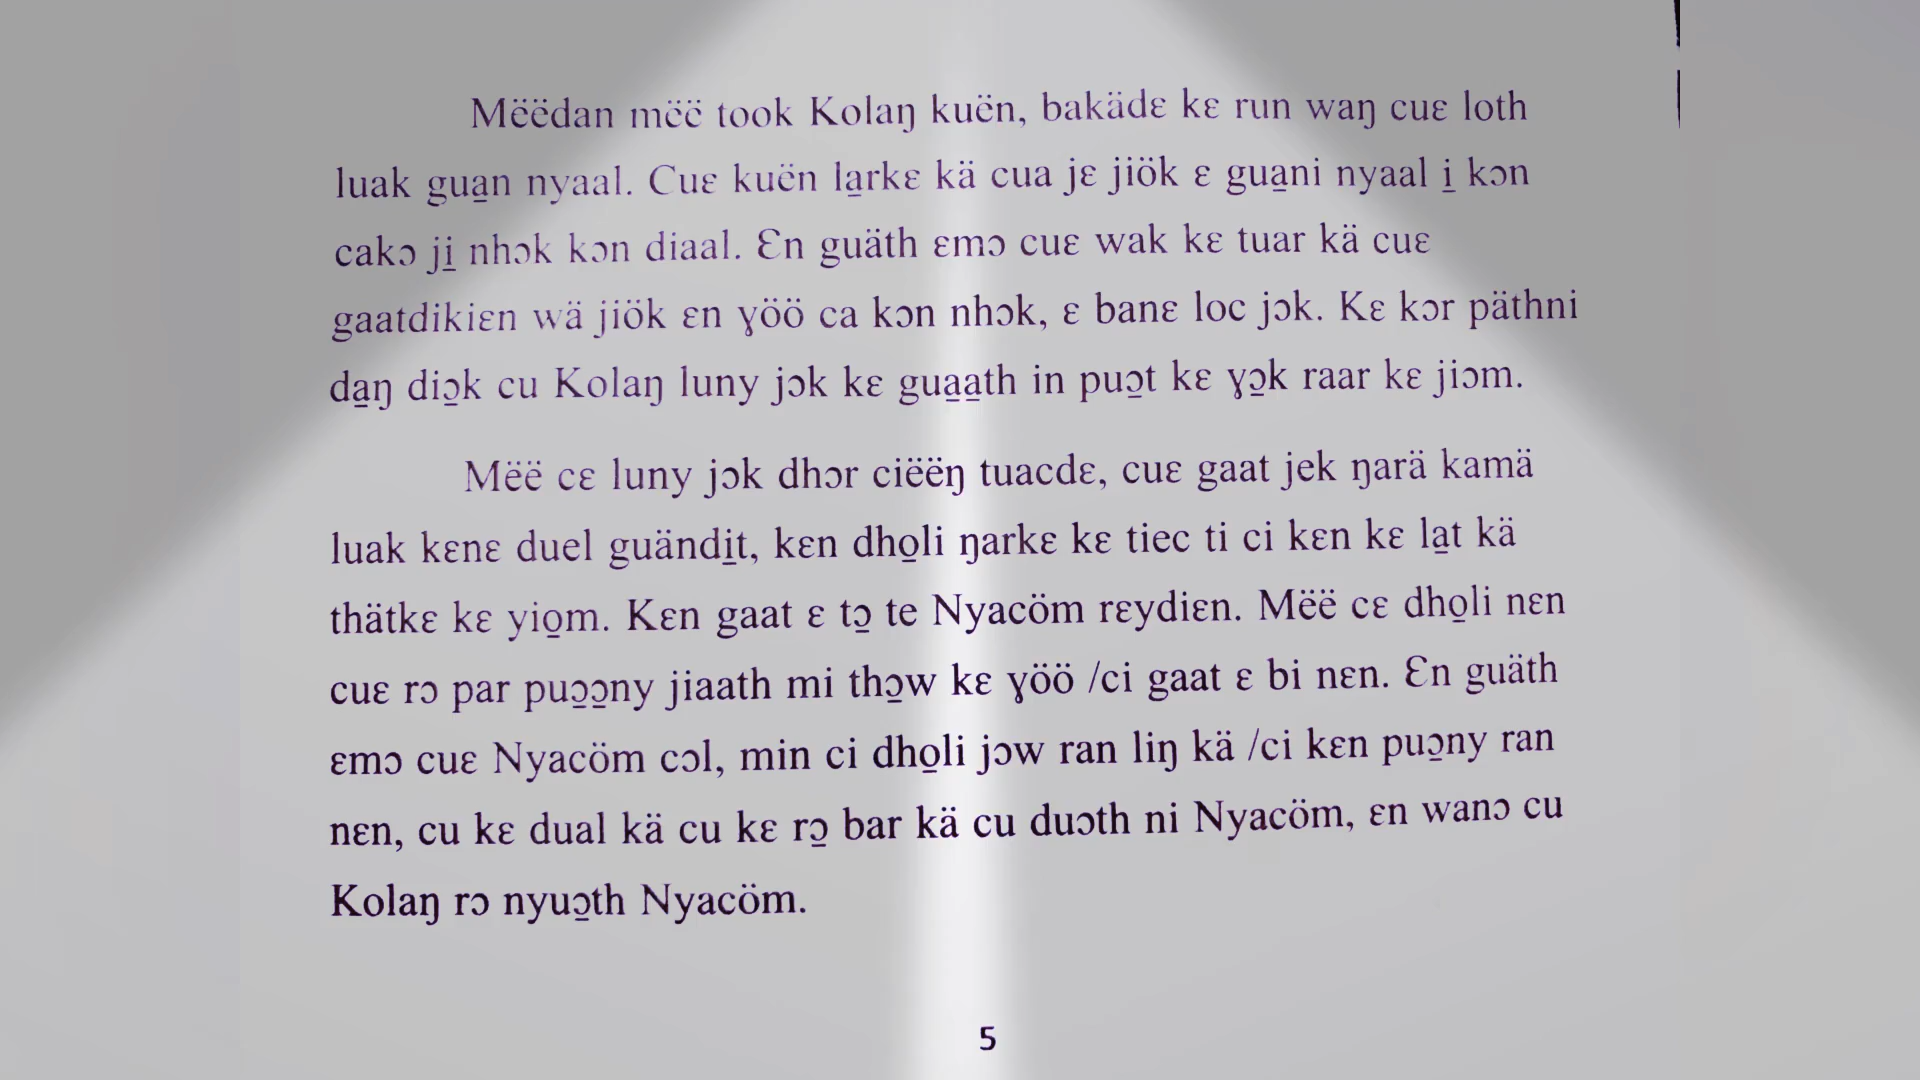 Mëëdan mëë took Kolaŋ kuën, bakädɛ kɛ run waŋ cuɛ loth
luak gua̱n nyaal. Cuɛ kuën la̱rkɛ kä cua jɛ jiök ɛ gua̱ni nyaal i̱ kɔn
cakɔ ji̱ nhɔk kɔn diaal. Ɛn guäth ɛmɔ cuɛ wak kɛ tuar kä cuɛ
gaatdikiɛn wä jiök ɛn ɣöö ca kɔn nhɔk, ɛ banɛ loc jɔk. Kɛ kɔr päthni
da̱ŋ diɔ̱k cu Kolaŋ luny jɔk kɛ gua̱a̱th in puɔ̱t kɛ ɣɔ̱k raar kɛ jiɔm.
Mëë cɛ luny jɔk dhɔr ciëëŋ tuacdɛ, cuɛ gaat jek ŋarä kamä
luak kɛnɛ duel guändi̱t, kɛn dho̱li ŋarkɛ kɛ tiec ti ci kɛn kɛ la̱t kä
thätkɛ kɛ yio̱m. Kɛn gaat ɛ tɔ̱ te Nyacöm rɛydiɛn. Mëë cɛ dho̱li nɛn
cuɛ rɔ par puɔ̱ɔ̱ny jiaath mi thɔ̱w kɛ ɣöö /ci gaat ɛ bi nɛn. Ɛn guäth
ɛmɔ cuɛ Nyacöm cɔl, min ci dho̱li jɔw ran liŋ kä /ci kɛn puɔ̱ny ran
nɛn, cu kɛ dual kä cu kɛ rɔ̱ bar kä cu duɔth ni Nyacöm, ɛn wanɔ cu
Kolaŋ rɔ nyuɔ̱th Nyacöm.
5